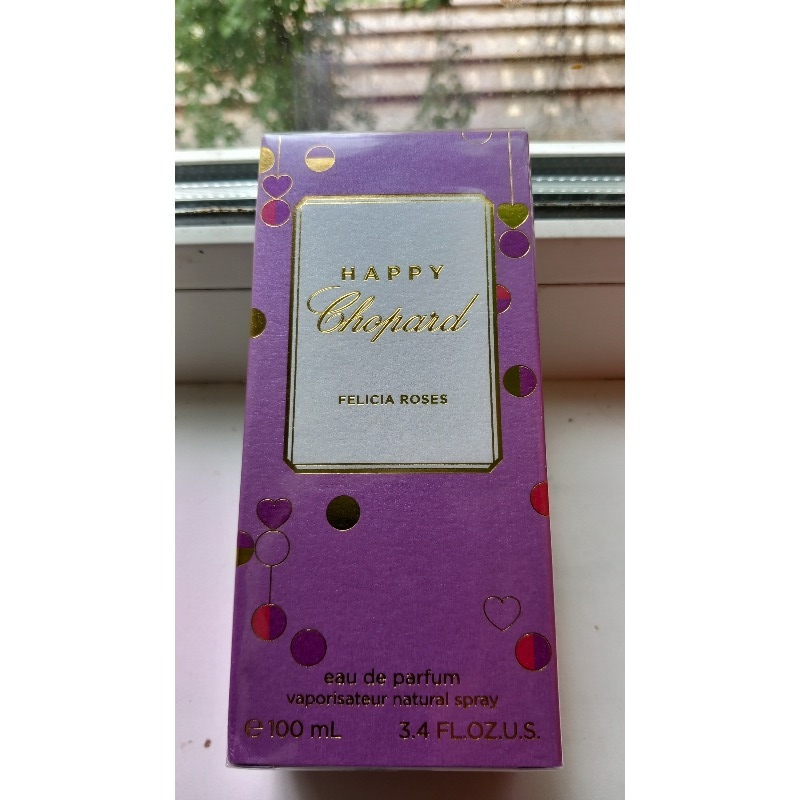 HAPPY
Chopard
FELICIA ROSES
eau de parfum
vaporisateur natural spray
℮ 100 mL 3.4 FL.OZ.U.S.